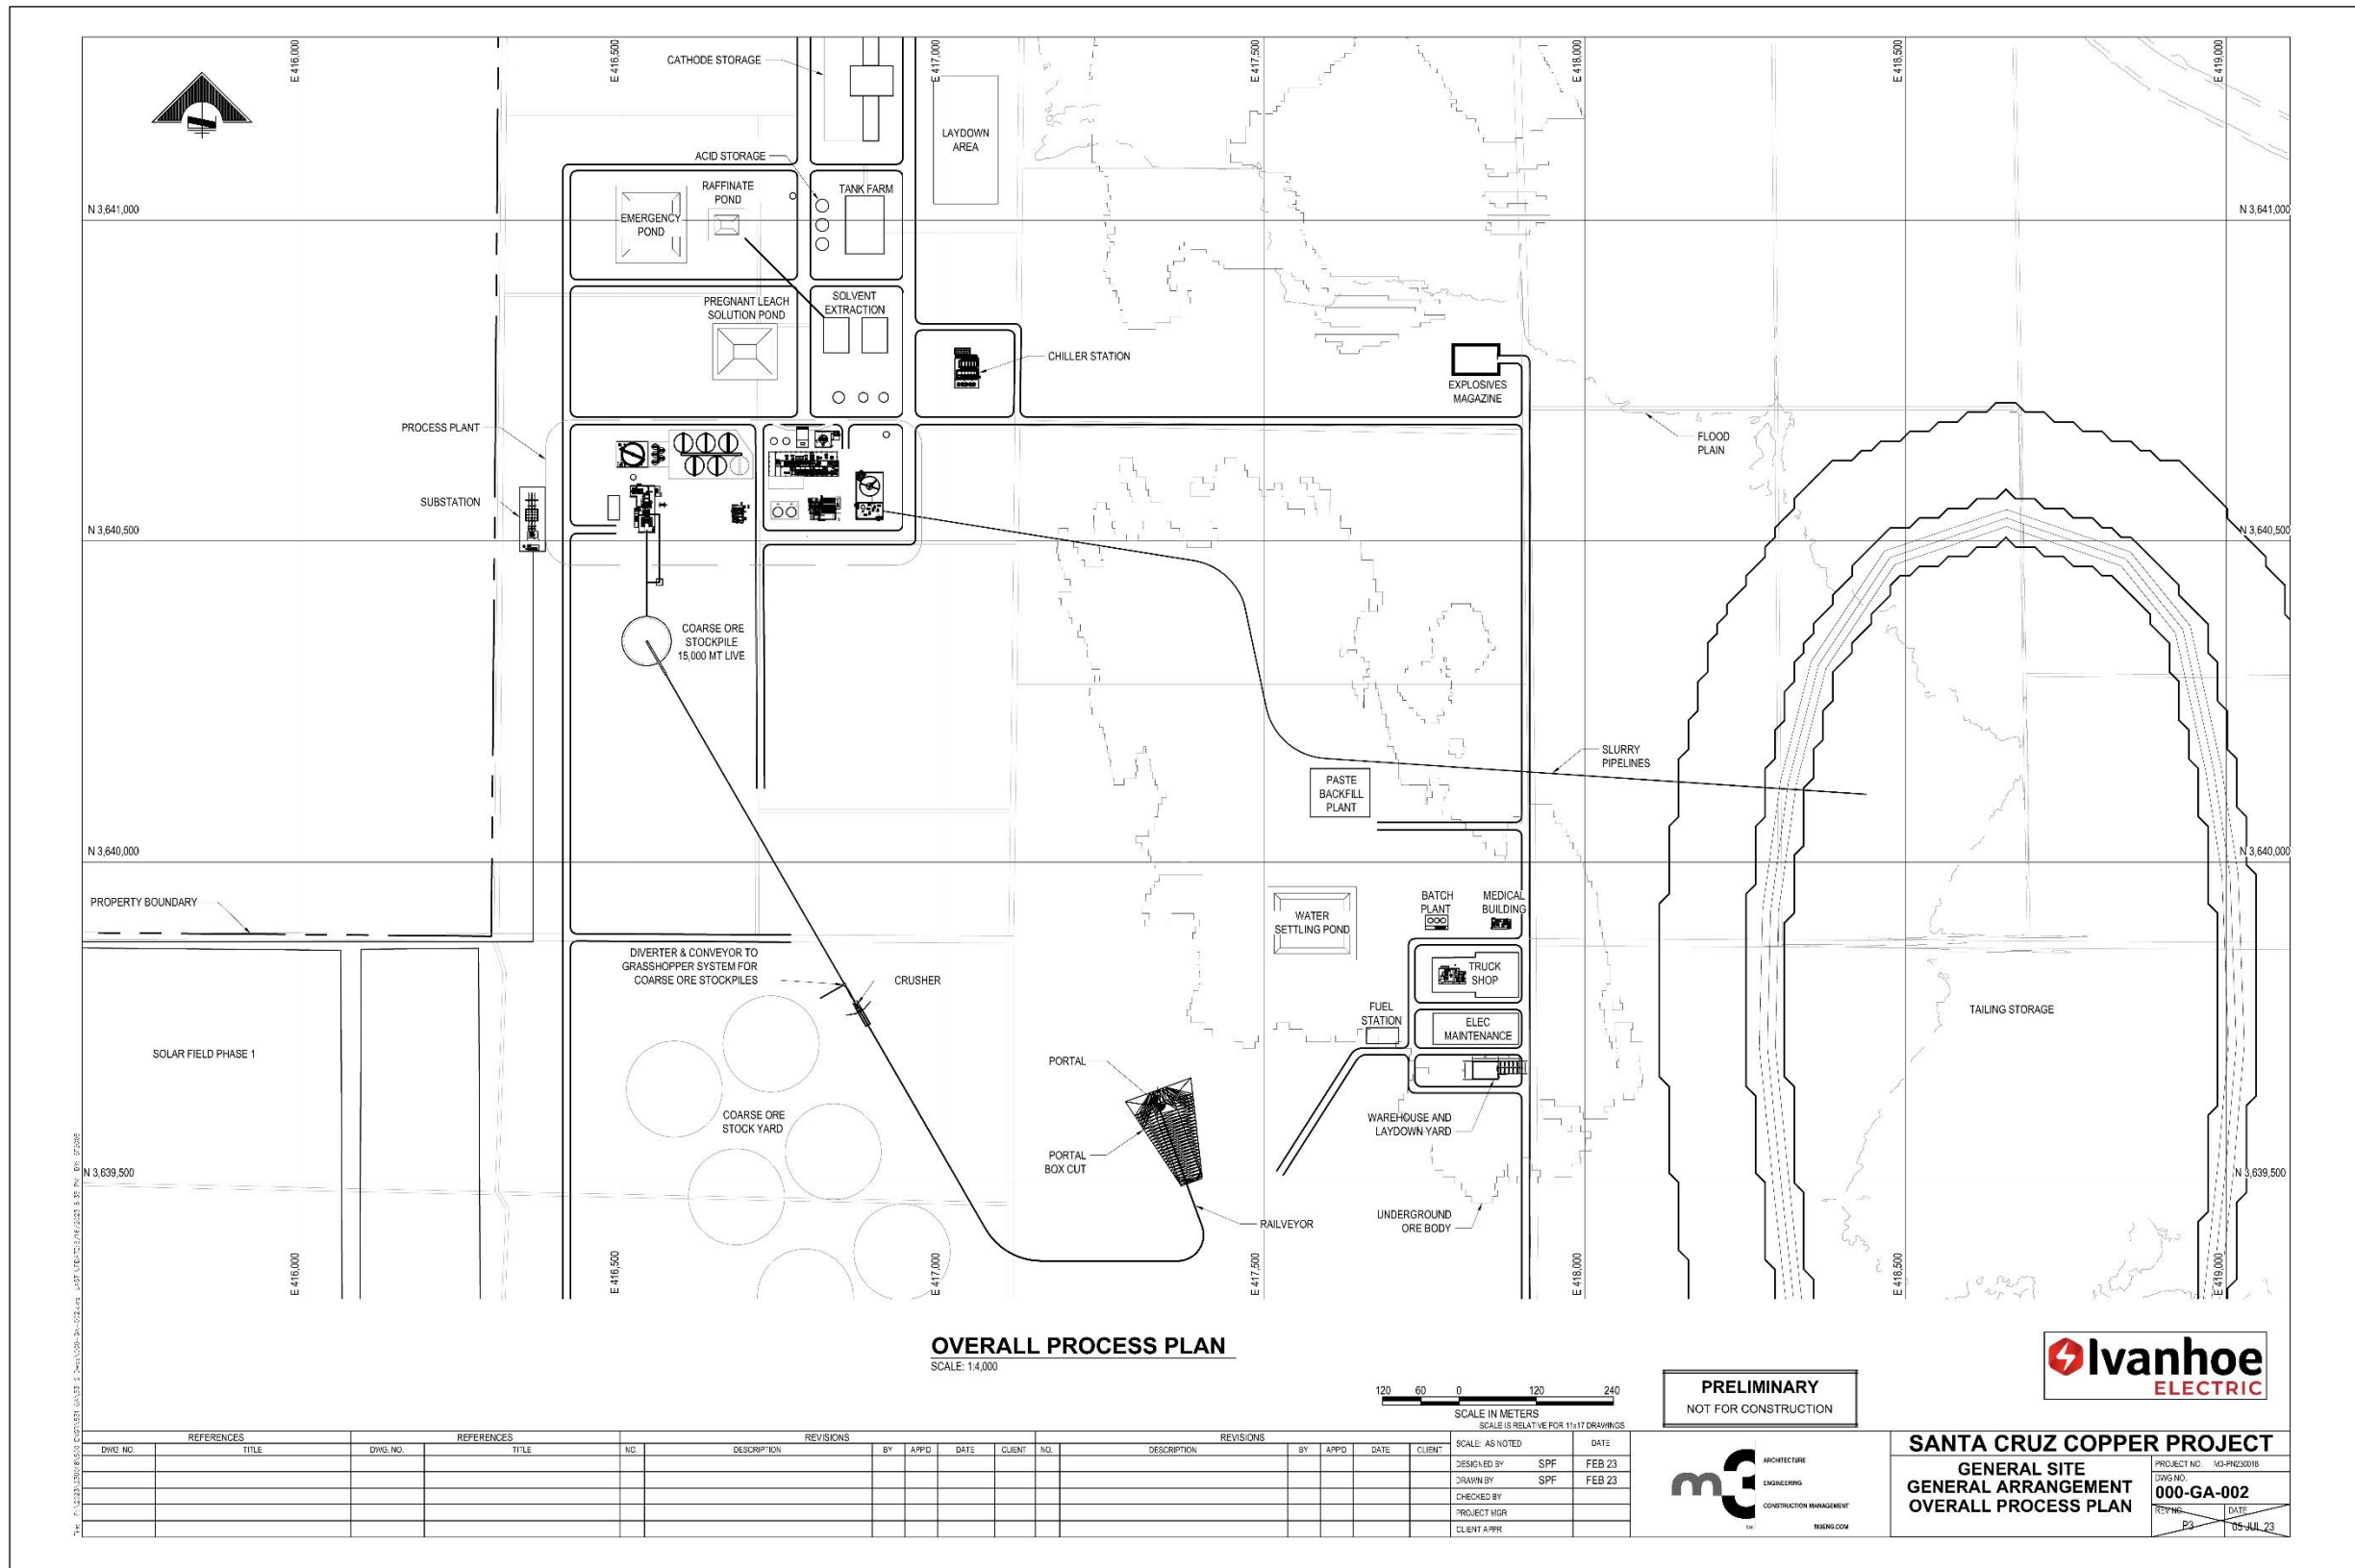 E 416,000
E 416,500
E 417,000
E 417,500
E 418,000
E 418,500
E 419,000
CATHODE STORAGE
LAYDOWN
AREA
ACID STORAGE
RAFFINATE
POND
TANK FARM
N 3,641,000
N 3,641,000
EMERGENCY
POND
PREGNANT LEACH
SOLUTION POND
SOLVENT
EXTRACTION
CHILLER STATION
EXPLOSIVES
MAGAZINE
PROCESS PLANT
FLOOD
PLAIN
SUBSTATION
N 3,640,500
N 3,640,500
COARSE ORE
STOCKPILE
15,000 MT LIVE
SLURRY
PIPELINES
PASTE
BACKFILL
PLANT
N 3,640,000
N 3,640,000
PROPERTY BOUNDARY
BATCH
PLANT
MEDICAL
BUILDING
WATER
SETTLING POND
DIVERTER & CONVEYOR TO
GRASSHOPPER SYSTEM FOR
COARSE ORE STOCKPILES
CRUSHER
TRUCK
SHOP
FUEL
STATION
ELEC
MAINTENANCE
TAILING STORAGE
SOLAR FIELD PHASE 1
PORTAL
COARSE ORE
STOCK YARD
WAREHOUSE AND
LAYDOWN YARD
PORTAL
BOX CUT
N 3,639,500
N 3,639,500
RAILVEYOR
UNDERGROUND
ORE BODY
E 416,000
E 416,500
E 417,000
E 417,500
E 418,000
E 418,500
E 419,000
OVERALL PROCESS PLAN
SCALE: 1:4,000
120 60 0 120 240
SCALE IN METERS
SCALE IS RELATIVE FOR 11x17 DRAWINGS
PRELIMINARY
NOT FOR CONSTRUCTION
Ivanhoe
ELECTRIC
REFERENCES
DWG. NO. TITLE
REFERENCES
DWG. NO. TITLE
REVISIONS
NO. DESCRIPTION BY APP'D DATE CLIENT
REVISIONS
NO. DESCRIPTION BY APP'D DATE CLIENT
SCALE: AS NOTED DATE
DESIGNED BY SPF FEB 23
DRAWN BY SPF FEB 23
CHECKED BY
PROJECT MGR
CLIENT APPR
m3
ARCHITECTURE
ENGINEERING
CONSTRUCTION MANAGEMENT
M3ENG.COM
SANTA CRUZ COPPER PROJECT
GENERAL SITE
GENERAL ARRANGEMENT
OVERALL PROCESS PLAN
PROJECT NO. M3-PN230018
DWG NO.
000-GA-002
REV NO. DATE
P3 05 JUL 23